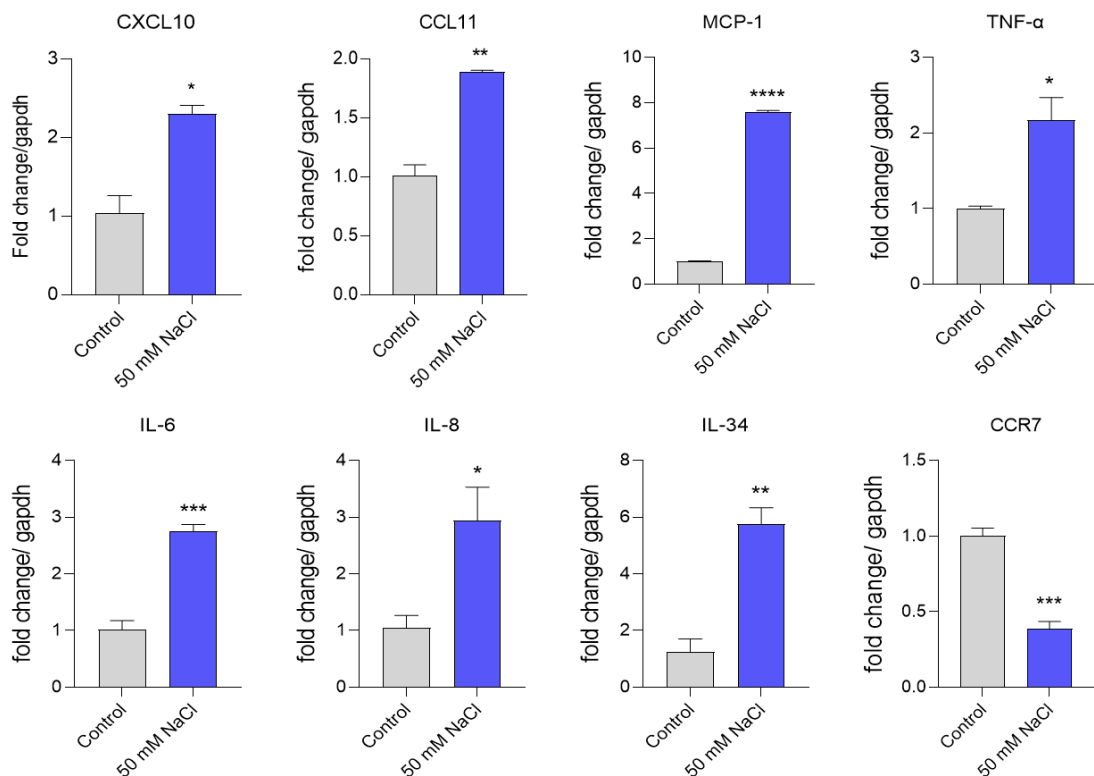 CXCL10
CCL11
MCP-1
TNF-α
Fold change/gapdh
3
2
1
0
*
Control
50 mM NaCl
fold change/ gapdh
2.0
1.5
1.0
0.5
0.0
**
Control
50 mM NaCl
fold change/ gapdh
10
8
6
4
2
0
****
Control
50 mM NaCl
fold change/ gapdh
3
2
1
0
*
Control
50 mM NaCl
IL-6
IL-8
IL-34
CCR7
fold change/ gapdh
4
3
2
1
0
***
Control
50 mM NaCl
fold change/ gapdh
4
3
2
1
0
*
Control
50 mM NaCl
fold change/ gapdh
8
6
4
2
0
**
Control
50 mM NaCl
fold change/ gapdh
1.5
1.0
0.5
0.0
***
Control
50 mM NaCl